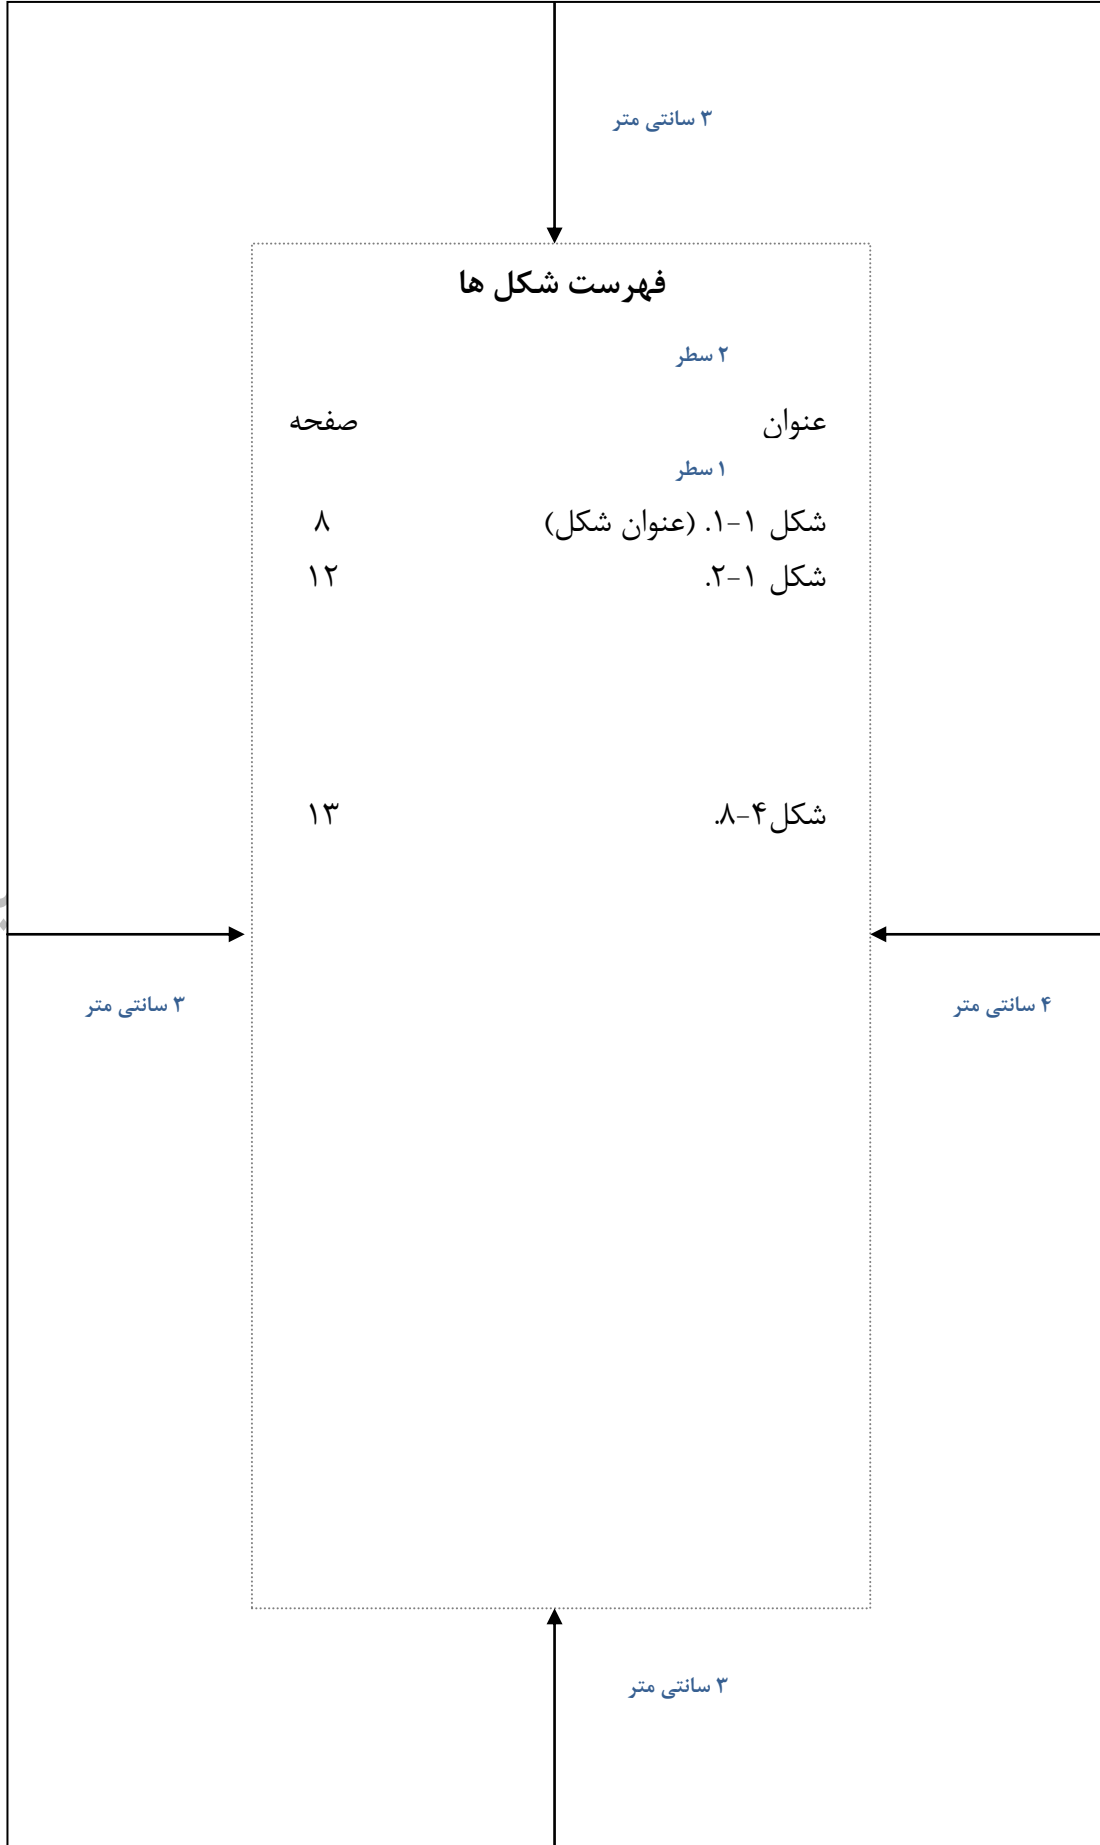 ۳ سانتی متر
فهرست شکل ها
۲ سطر
عنوان صفحه
۱ سطر
شکل ۱-۱. (عنوان شکل) ۸
شکل ۱-۲. ۱۲
شکل۴-۸. ۱۳
۴ سانتی متر ۳ سانتی متر
۳ سانتی متر